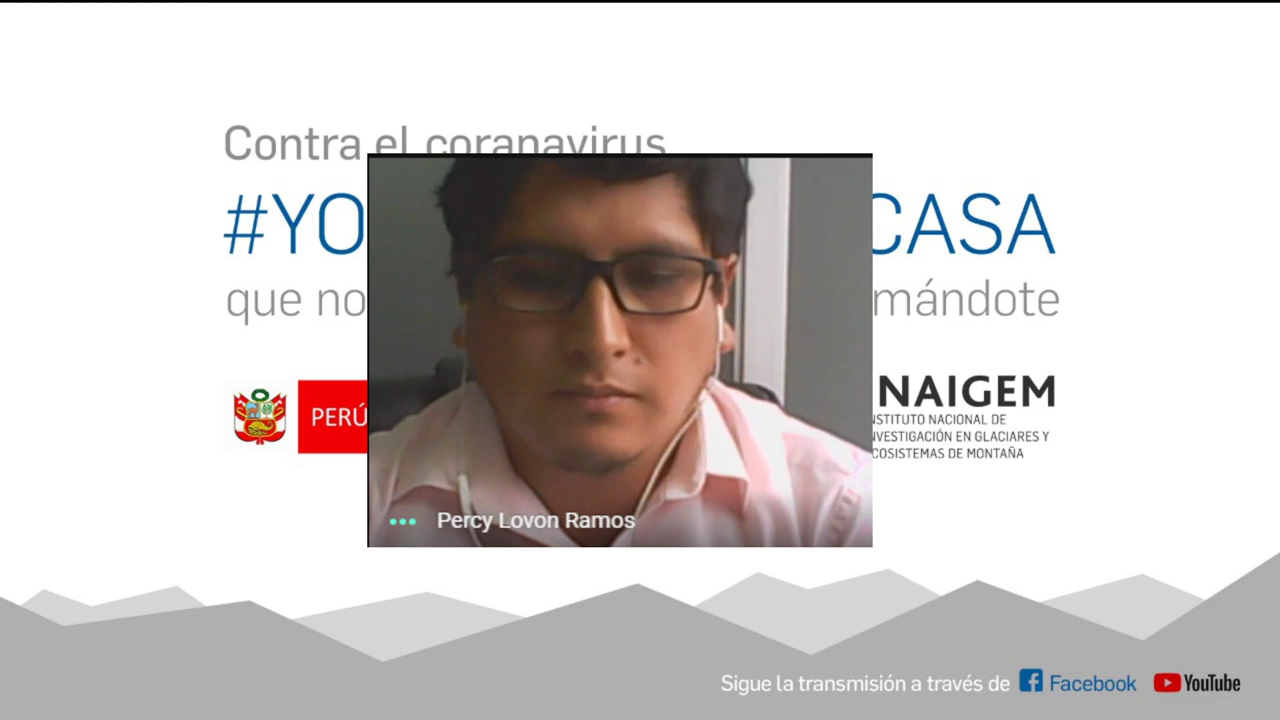 Contra el coranavirus
#YO CASA
que no mándote
PERÚ
NAIGEM
NSTITUTO NACIONAL DE
NVESTIGACIÓN EN GLACIARES Y
COSISTEMAS DE MONTAÑA
Percy Lovon Ramos
Sigue la transmisión a través de Facebook YouTube